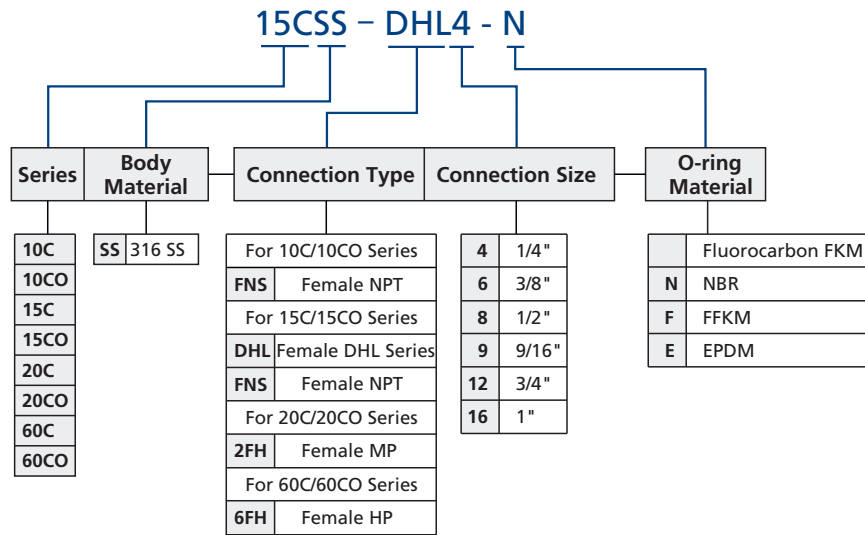 15CSS – DHL4 - N
Series
Body
Material
Connection Type
Connection Size
O-ring
Material
10C
10CO
15C
15CO
20C
20CO
60C
60CO
SS 316 SS
For 10C/10CO Series
FNS Female NPT
For 15C/15CO Series
DHL Female DHL Series
FNS Female NPT
For 20C/20CO Series
2FH Female MP
For 60C/60CO Series
6FH Female HP
4 1/4"
6 3/8"
8 1/2"
9 9/16"
12 3/4"
16 1"
Fluorocarbon FKM
N NBR
F FFKM
E EPDM